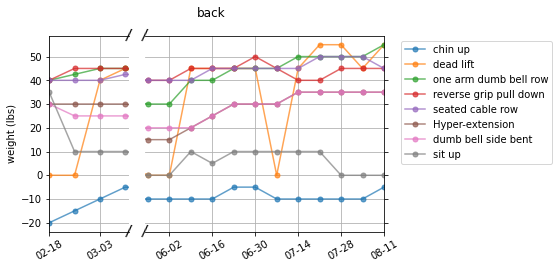 back
weight (lbs)
50
40
30
20
10
0
−10
−20
02-18
03-03
06-02
06-16
06-30
07-14
07-28
08-11
chin up
dead lift
one arm dumb bell row
reverse grip pull down
seated cable row
Hyper-extension
dumb bell side bent
sit up